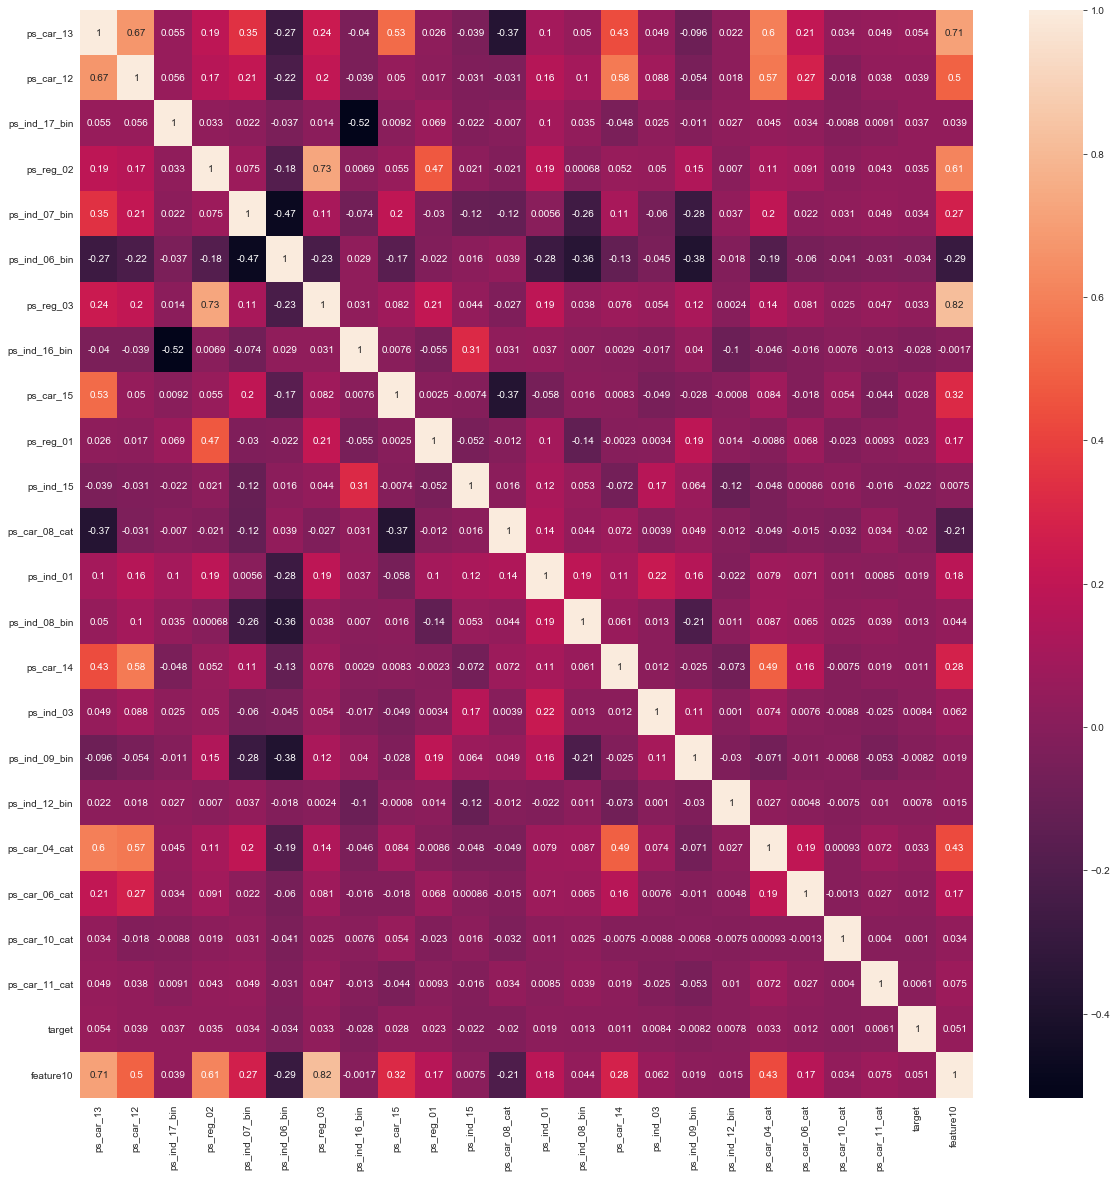 ps_car_13 1 0.67 0.055 0.19 0.35 -0.27 0.24 -0.04 0.53 0.026 -0.039 -0.37 0.1 0.05 0.43 0.049 -0.096 0.022 0.6 0.21 0.034 0.049 0.054 0.71
ps_car_12 0.67 1 0.056 0.17 0.21 -0.22 0.2 -0.039 0.05 0.017 -0.031 -0.031 0.16 0.1 0.58 0.088 -0.054 0.018 0.57 0.27 -0.018 0.038 0.039 0.5
ps_ind_17_bin 0.055 0.056 1 0.033 0.022 -0.037 0.014 -0.52 0.0092 0.069 -0.022 -0.007 0.1 0.035 -0.048 0.025 -0.011 0.027 0.045 0.034 -0.0088 0.0091 0.037 0.039
ps_reg_02 0.19 0.17 0.033 1 0.075 -0.18 0.73 0.0069 0.055 0.47 0.021 -0.021 0.19 0.00068 0.052 0.05 0.15 0.007 0.11 0.091 0.019 0.043 0.035 0.61
ps_ind_07_bin 0.35 0.21 0.022 0.075 1 -0.47 0.11 -0.074 0.2 -0.03 -0.12 -0.12 0.0056 -0.26 0.11 -0.06 -0.28 0.037 0.2 0.022 0.031 0.049 0.034 0.27
ps_ind_06_bin -0.27 -0.22 -0.037 -0.18 -0.47 1 -0.23 0.029 -0.17 -0.022 0.016 0.039 -0.28 -0.36 -0.13 -0.045 -0.38 -0.018 -0.19 -0.06 -0.041 -0.031 -0.034 -0.29
ps_reg_03 0.24 0.2 0.014 0.73 0.11 -0.23 1 0.031 0.082 0.21 0.044 -0.027 0.19 0.038 0.076 0.054 0.12 0.0024 0.14 0.081 0.025 0.047 0.033 0.82
ps_ind_16_bin -0.04 -0.039 -0.52 0.0069 -0.074 0.029 0.031 1 0.0076 -0.055 0.31 0.031 0.037 0.007 0.0029 -0.017 0.04 -0.1 -0.046 -0.016 0.0076 -0.013 -0.028 -0.0017
ps_car_15 0.53 0.05 0.0092 0.055 0.2 -0.17 0.082 0.0076 1 0.0025 -0.0074 -0.37 -0.058 0.016 0.0083 -0.049 -0.028 -0.0008 0.084 -0.018 0.054 -0.044 0.028 0.32
ps_reg_01 0.026 0.017 0.069 0.47 -0.03 -0.022 0.21 -0.055 0.0025 1 -0.052 -0.012 0.1 -0.14 -0.0023 0.0034 0.19 0.014 -0.0086 0.068 -0.023 0.0093 0.023 0.17
ps_ind_15 -0.039 -0.031 -0.022 0.021 -0.12 0.016 0.044 0.31 -0.0074 -0.052 1 0.016 0.12 0.053 -0.072 0.17 0.064 -0.12 -0.048 0.00086 0.016 -0.016 -0.022 0.0075
ps_car_08_cat -0.37 -0.031 -0.007 -0.021 -0.12 0.039 -0.027 0.031 -0.37 -0.012 0.016 1 0.14 0.044 0.072 0.0039 0.049 -0.012 -0.049 -0.015 -0.032 0.034 -0.02 -0.21
ps_ind_01 0.1 0.16 0.1 0.19 0.0056 -0.28 0.19 0.037 -0.058 0.1 0.12 0.14 1 0.19 0.11 0.22 0.16 -0.022 0.079 0.071 0.011 0.0085 0.019 0.18
ps_ind_08_bin 0.05 0.1 0.035 0.00068 -0.26 -0.36 0.038 0.007 0.016 -0.14 0.053 0.044 0.19 1 0.061 0.013 -0.21 0.011 0.087 0.065 0.025 0.039 0.013 0.044
ps_car_14 0.43 0.58 -0.048 0.052 0.11 -0.13 0.076 0.0029 0.0083 -0.0023 -0.072 0.072 0.11 0.061 1 0.012 -0.025 -0.073 0.49 0.16 -0.0075 0.019 0.011 0.28
ps_ind_03 0.049 0.088 0.025 0.05 -0.06 -0.045 0.054 -0.017 -0.049 0.0034 0.17 0.0039 0.22 0.013 0.012 1 0.11 0.001 0.074 0.0076 -0.0088 -0.025 0.0084 0.062
ps_ind_09_bin -0.096 -0.054 -0.011 0.15 -0.28 -0.38 0.12 0.04 -0.028 0.19 0.064 0.049 0.16 -0.21 -0.025 0.11 1 -0.03 -0.071 -0.011 -0.0068 -0.053 -0.0082 0.019
ps_ind_12_bin 0.022 0.018 0.027 0.007 0.037 -0.018 0.0024 -0.1 -0.0008 0.014 -0.12 -0.012 -0.022 0.011 -0.073 0.001 -0.03 1 0.027 0.0048 -0.0075 0.01 0.0078 0.015
ps_car_04_cat 0.6 0.57 0.045 0.11 0.2 -0.19 0.14 -0.046 0.084 -0.0086 -0.048 -0.049 0.079 0.087 0.49 0.074 -0.071 0.027 1 0.19 0.00093 0.072 0.033 0.43
ps_car_06_cat 0.21 0.27 0.034 0.091 0.022 -0.06 0.081 -0.016 -0.018 0.068 0.00086 -0.015 0.071 0.065 0.16 0.0076 -0.011 0.0048 0.19 1 -0.0013 0.027 0.012 0.17
ps_car_10_cat 0.034 -0.018 -0.0088 0.019 0.031 -0.041 0.025 0.0076 0.054 -0.023 0.016 -0.032 0.011 0.025 -0.0075 -0.0088 -0.0068 -0.0075 0.00093 -0.0013 1 0.004 0.001 0.034
ps_car_11_cat 0.049 0.038 0.0091 0.043 0.049 -0.031 0.047 -0.013 -0.044 0.0093 -0.016 0.034 0.0085 0.039 0.019 -0.025 -0.053 0.01 0.072 0.027 0.004 1 0.0061 0.075
target 0.054 0.039 0.037 0.035 0.034 -0.034 0.033 -0.028 0.028 0.023 -0.022 -0.02 0.019 0.013 0.011 0.0084 -0.0082 0.0078 0.033 0.012 0.001 0.0061 1 0.051
feature10 0.71 0.5 0.039 0.61 0.27 -0.29 0.82 -0.0017 0.32 0.17 0.0075 -0.21 0.18 0.044 0.28 0.062 0.019 0.015 0.43 0.17 0.034 0.075 0.051 1
ps_car_13 ps_car_12 ps_ind_17_bin ps_reg_02 ps_ind_07_bin ps_ind_06_bin ps_reg_03 ps_ind_16_bin ps_car_15 ps_reg_01 ps_ind_15 ps_car_08_cat ps_ind_01 ps_ind_08_bin ps_car_14 ps_ind_03 ps_ind_09_bin ps_ind_12_bin ps_car_04_cat ps_car_06_cat ps_car_10_cat ps_car_11_cat target feature10
1.0
0.8
0.6
0.4
0.2
0.0
−0.2
−0.4